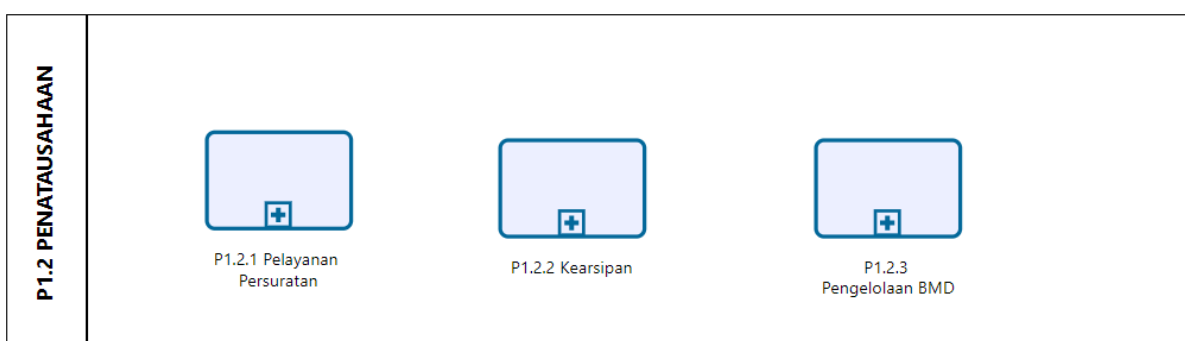 P1.2 PENATAUSAHAAN
P1.2.1 Pelayanan
Persuratan
P1.2.2 Kearsipan
P1.2.3
Pengelolaan BMD